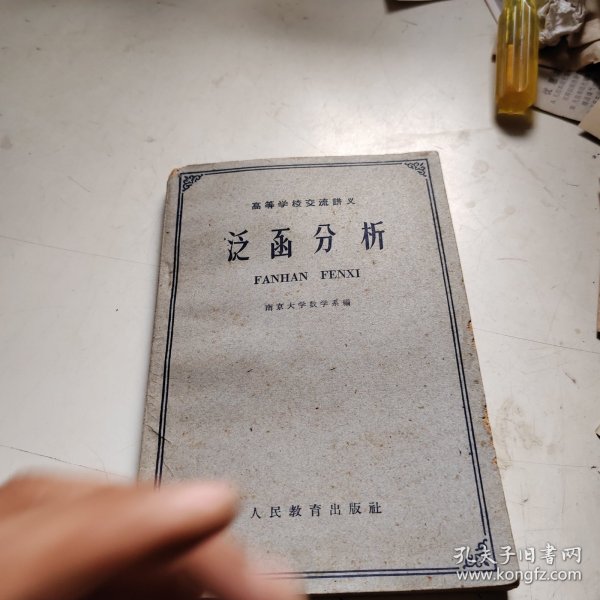 高等学校交流讲义
泛函分析
FANHAN FENXI
南京大学数学系编
人民教育出版社
孔夫子旧书网
www.kongfz.com